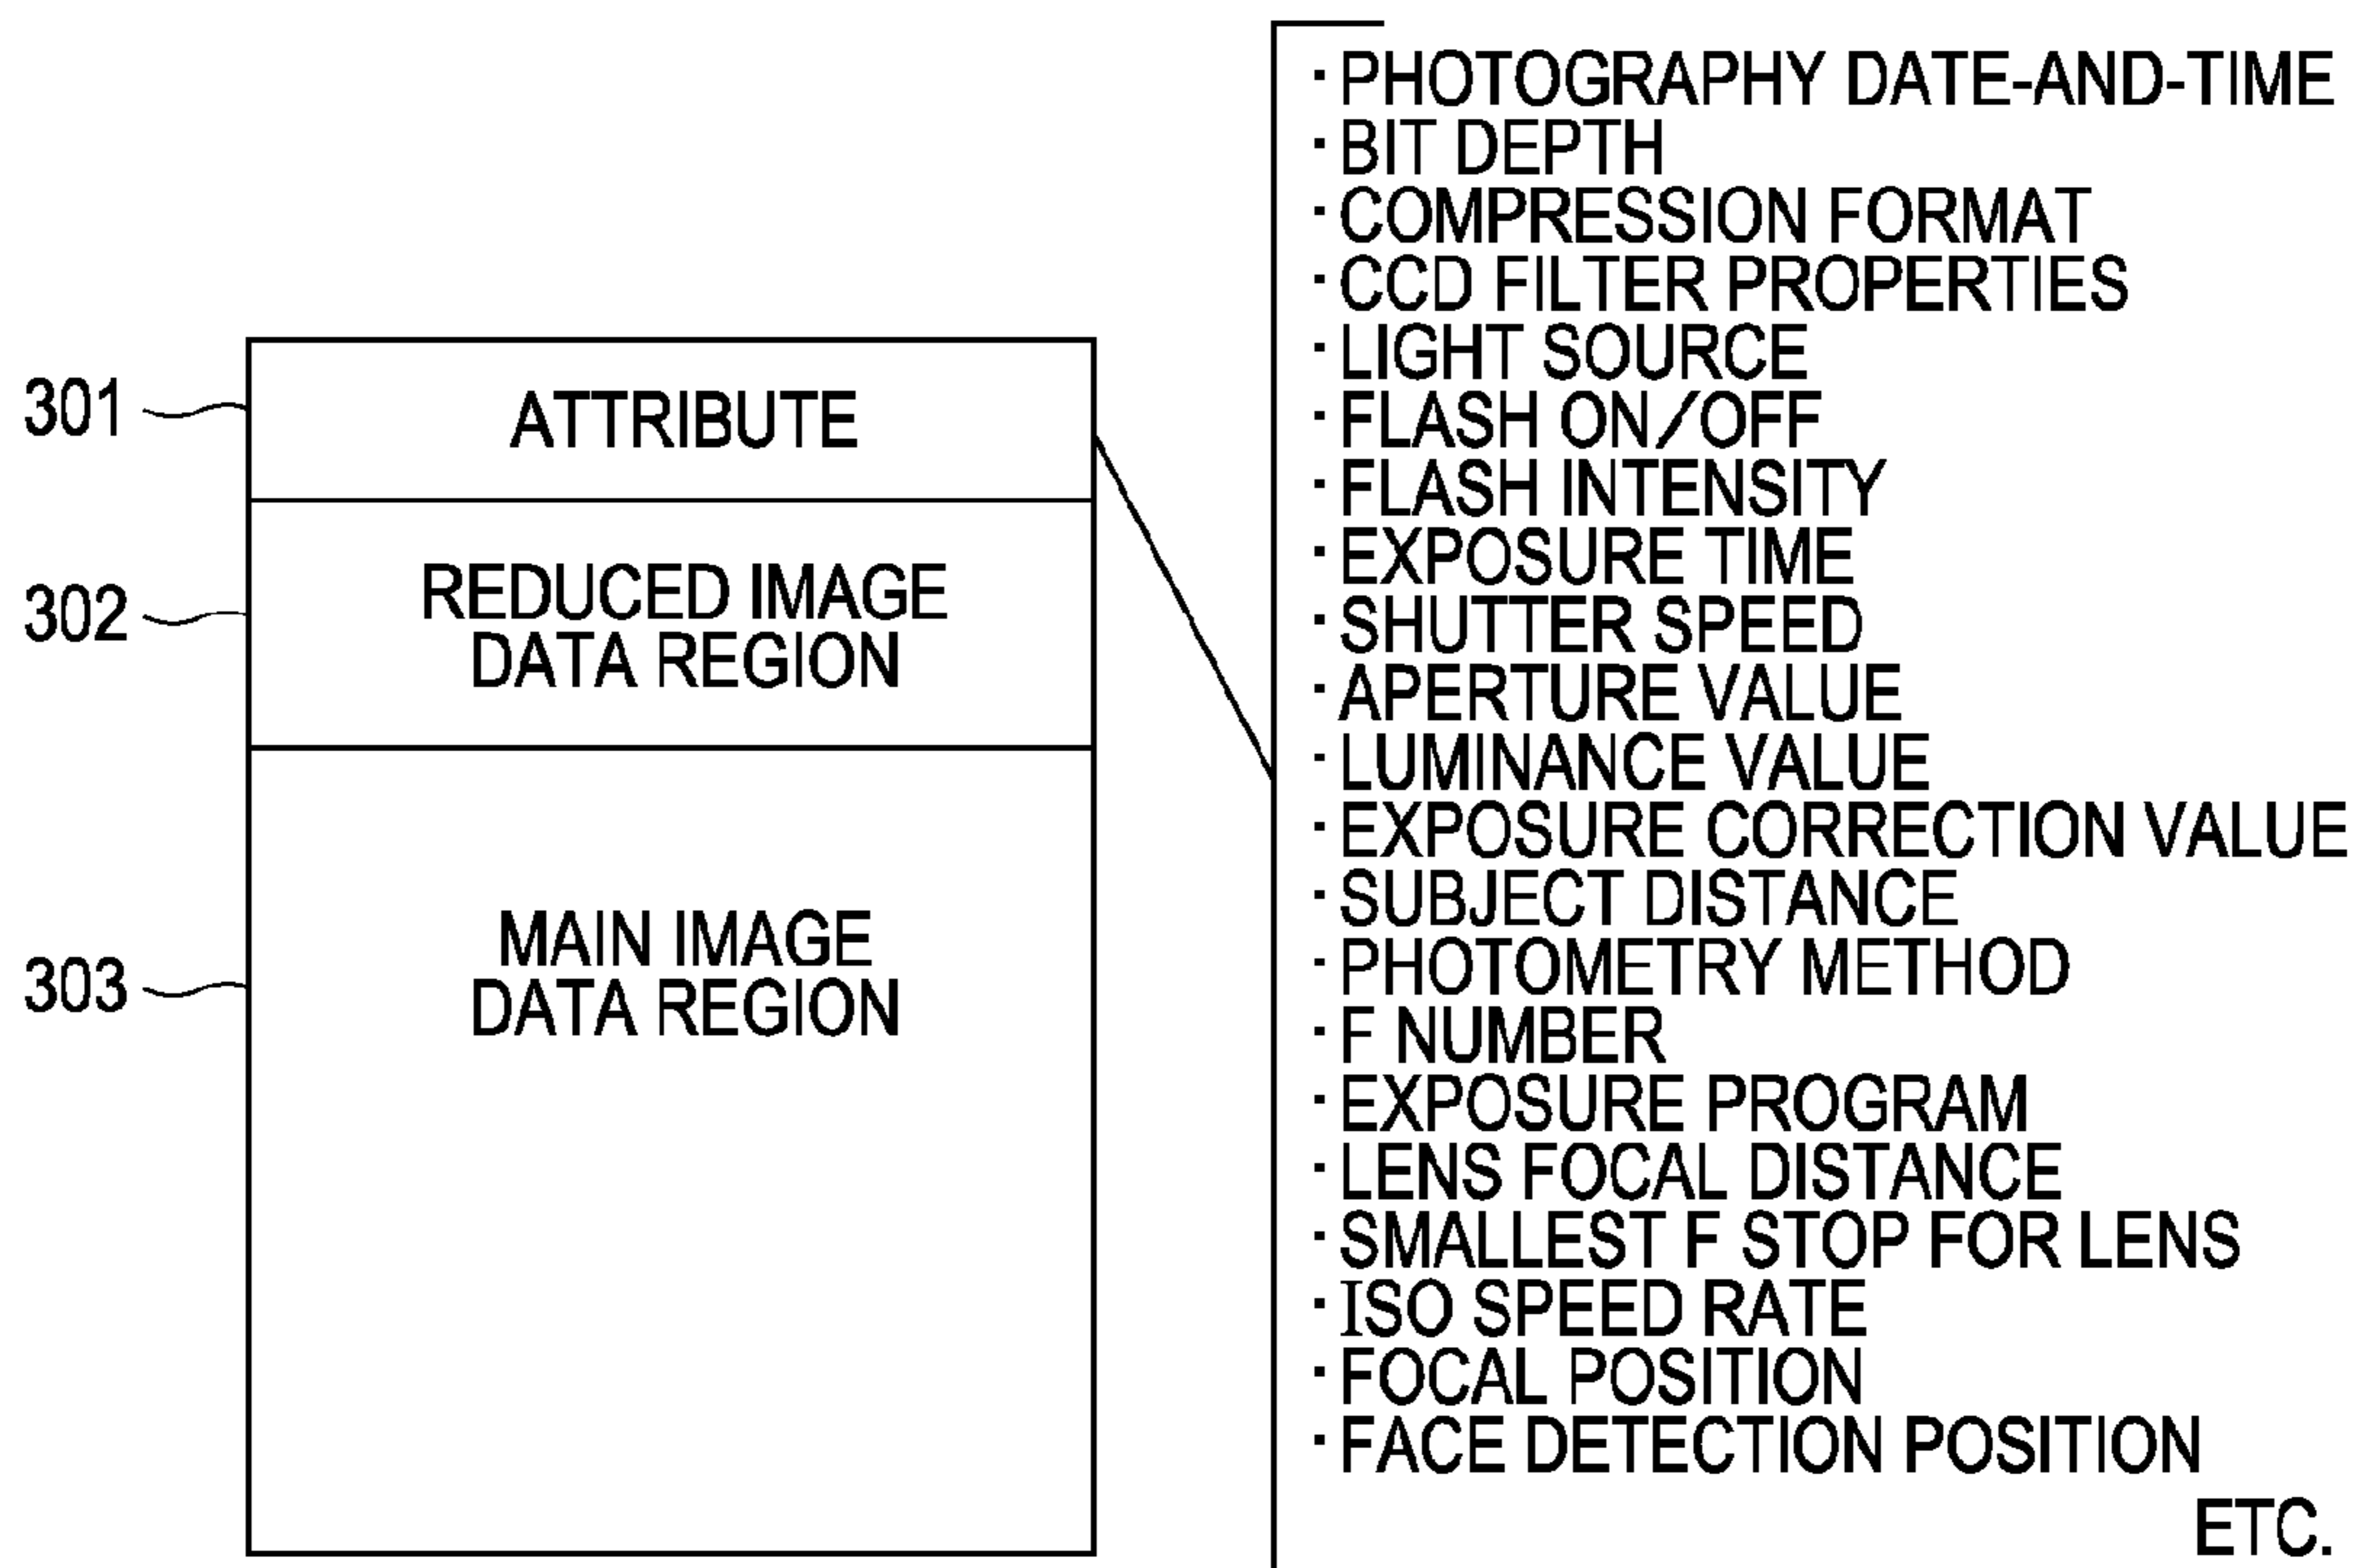 301
ATTRIBUTE
302
REDUCED IMAGE
DATA REGION
303
MAIN IMAGE
DATA REGION
· PHOTOGRAPHY DATE-AND-TIME
· BIT DEPTH
· COMPRESSION FORMAT
· CCD FILTER PROPERTIES
· LIGHT SOURCE
· FLASH ON/OFF
· FLASH INTENSITY
· EXPOSURE TIME
· SHUTTER SPEED
· APERTURE VALUE
· LUMINANCE VALUE
· EXPOSURE CORRECTION VALUE
· SUBJECT DISTANCE
· PHOTOMETRY METHOD
· F NUMBER
· EXPOSURE PROGRAM
· LENS FOCAL DISTANCE
· SMALLEST F STOP FOR LENS
· ISO SPEED RATE
· FOCAL POSITION
· FACE DETECTION POSITION
ETC.